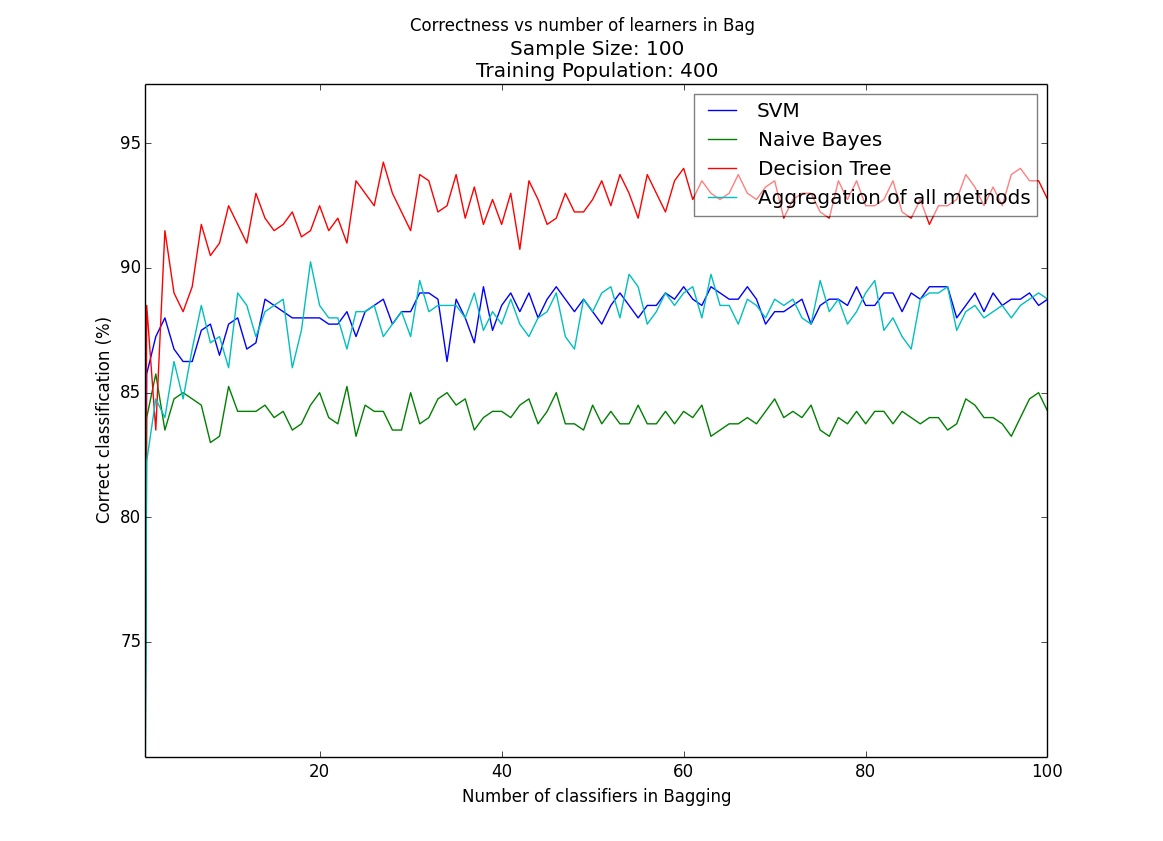 Correctness vs number of learners in Bag
Sample Size: 100
Training Population: 400
SVM
Naive Bayes
Decision Tree
Aggregation of all methods
95
90
85
80
75
Correct classification (%)
20 40 60 80 100
Number of classifiers in Bagging